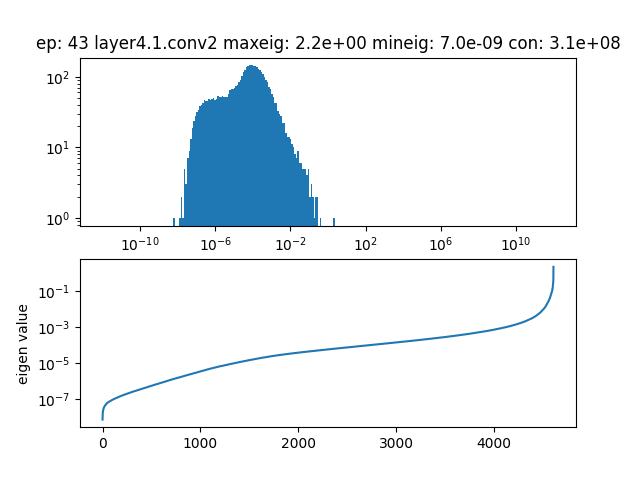 ep: 43 layer4.1.conv2 maxeig: 2.2e+00 mineig: 7.0e-09 con: 3.1e+08
10²
10¹
10⁰
10⁻¹⁰ 10⁻⁶ 10⁻² 10² 10⁶ 10¹⁰
eigen value
10⁻¹
10⁻³
10⁻⁵
10⁻⁷
0 1000 2000 3000 4000